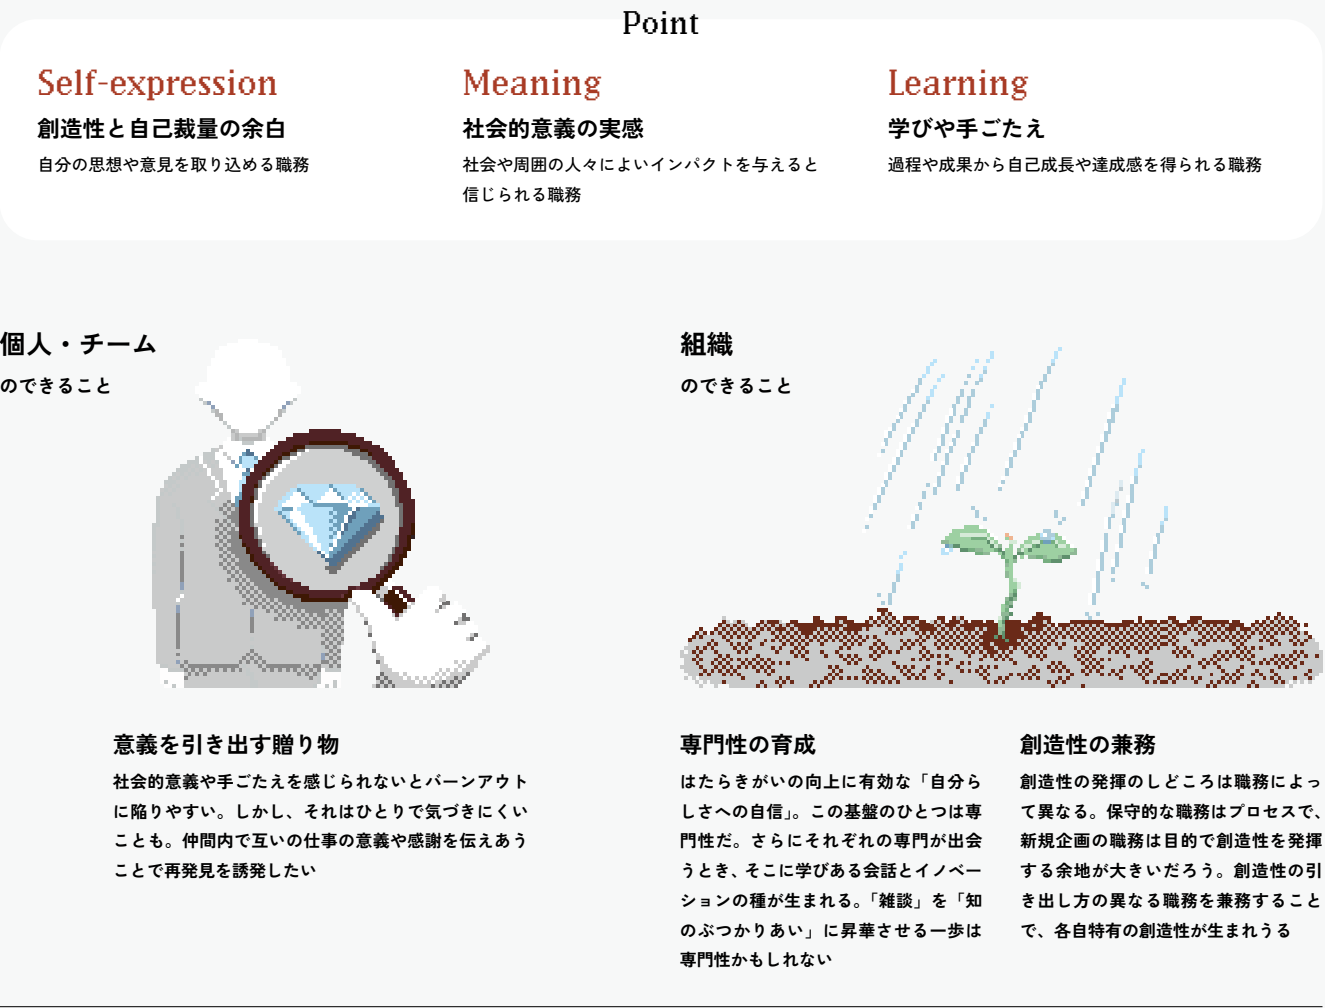 Point
Self-expression
創造性と自己裁量の余白
自分の思想や意見を取り込める職務
Meaning
社会的意義の実感
社会や周囲の人々によいインパクトを与えると
信じられる職務
Learning
学びや手ごたえ
過程や成果から自己成長や達成感を得られる職務
個人・チーム
のできること
意義を引き出す贈り物
社会的意義や手ごたえを感じられないとバーンアウト
に陥りやすい。しかし、それはひとりで気づきにくい
ことも。仲間内で互いの仕事の意義や感謝を伝えあう
ことで再発見を誘発したい
組織
のできること
専門性の育成
はたらきがいの向上に有効な「自分ら
しさへの自信」。この基盤のひとつは専
門性だ。さらにそれぞれの専門が出会
うとき、そこに学びある会話とイノベー
ションの種が生まれる。「雑談」を「知
のぶつかりあい」に昇華させる一歩は
専門性かもしれない
創造性の兼務
創造性の発揮のしどころは職務によっ
て異なる。保守的な職務はプロセスで、
新規企画の職務は目的で創造性を発揮
する余地が大きいだろう。創造性の引
き出し方の異なる職務を兼務すること
で、各自特有の創造性が生まれうる